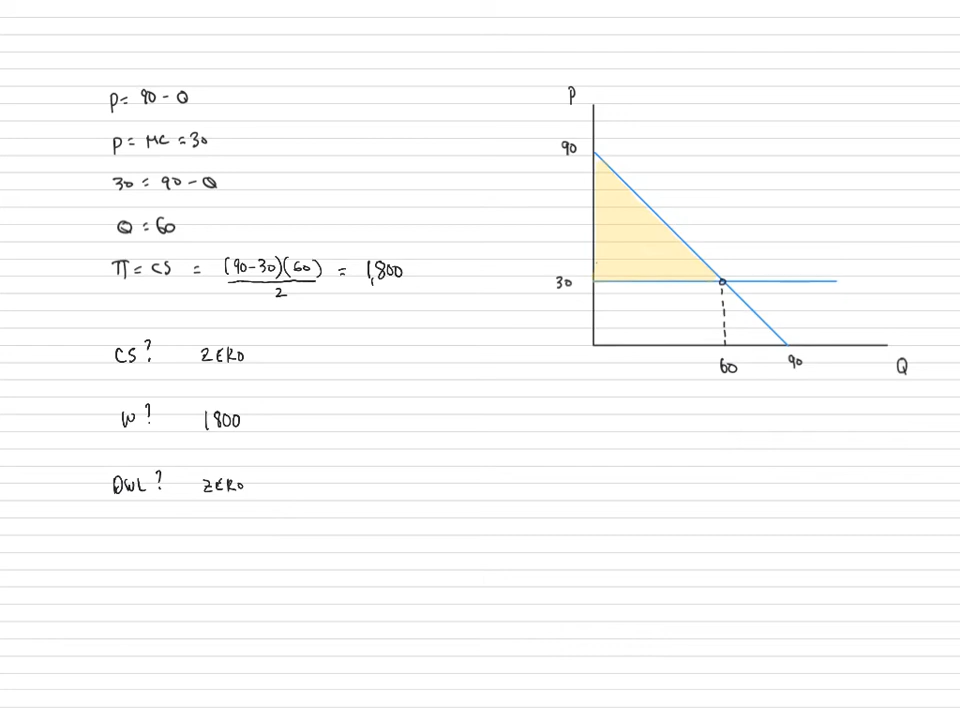 P = 90 - Q
P = MC = 30
30 = 90 - Q
Q = 60
π = CS = (90-30)(60) / 2 = 1,800
CS? ZERO
W? 1800
DWL? ZERO
P
90
30
60
90
Q